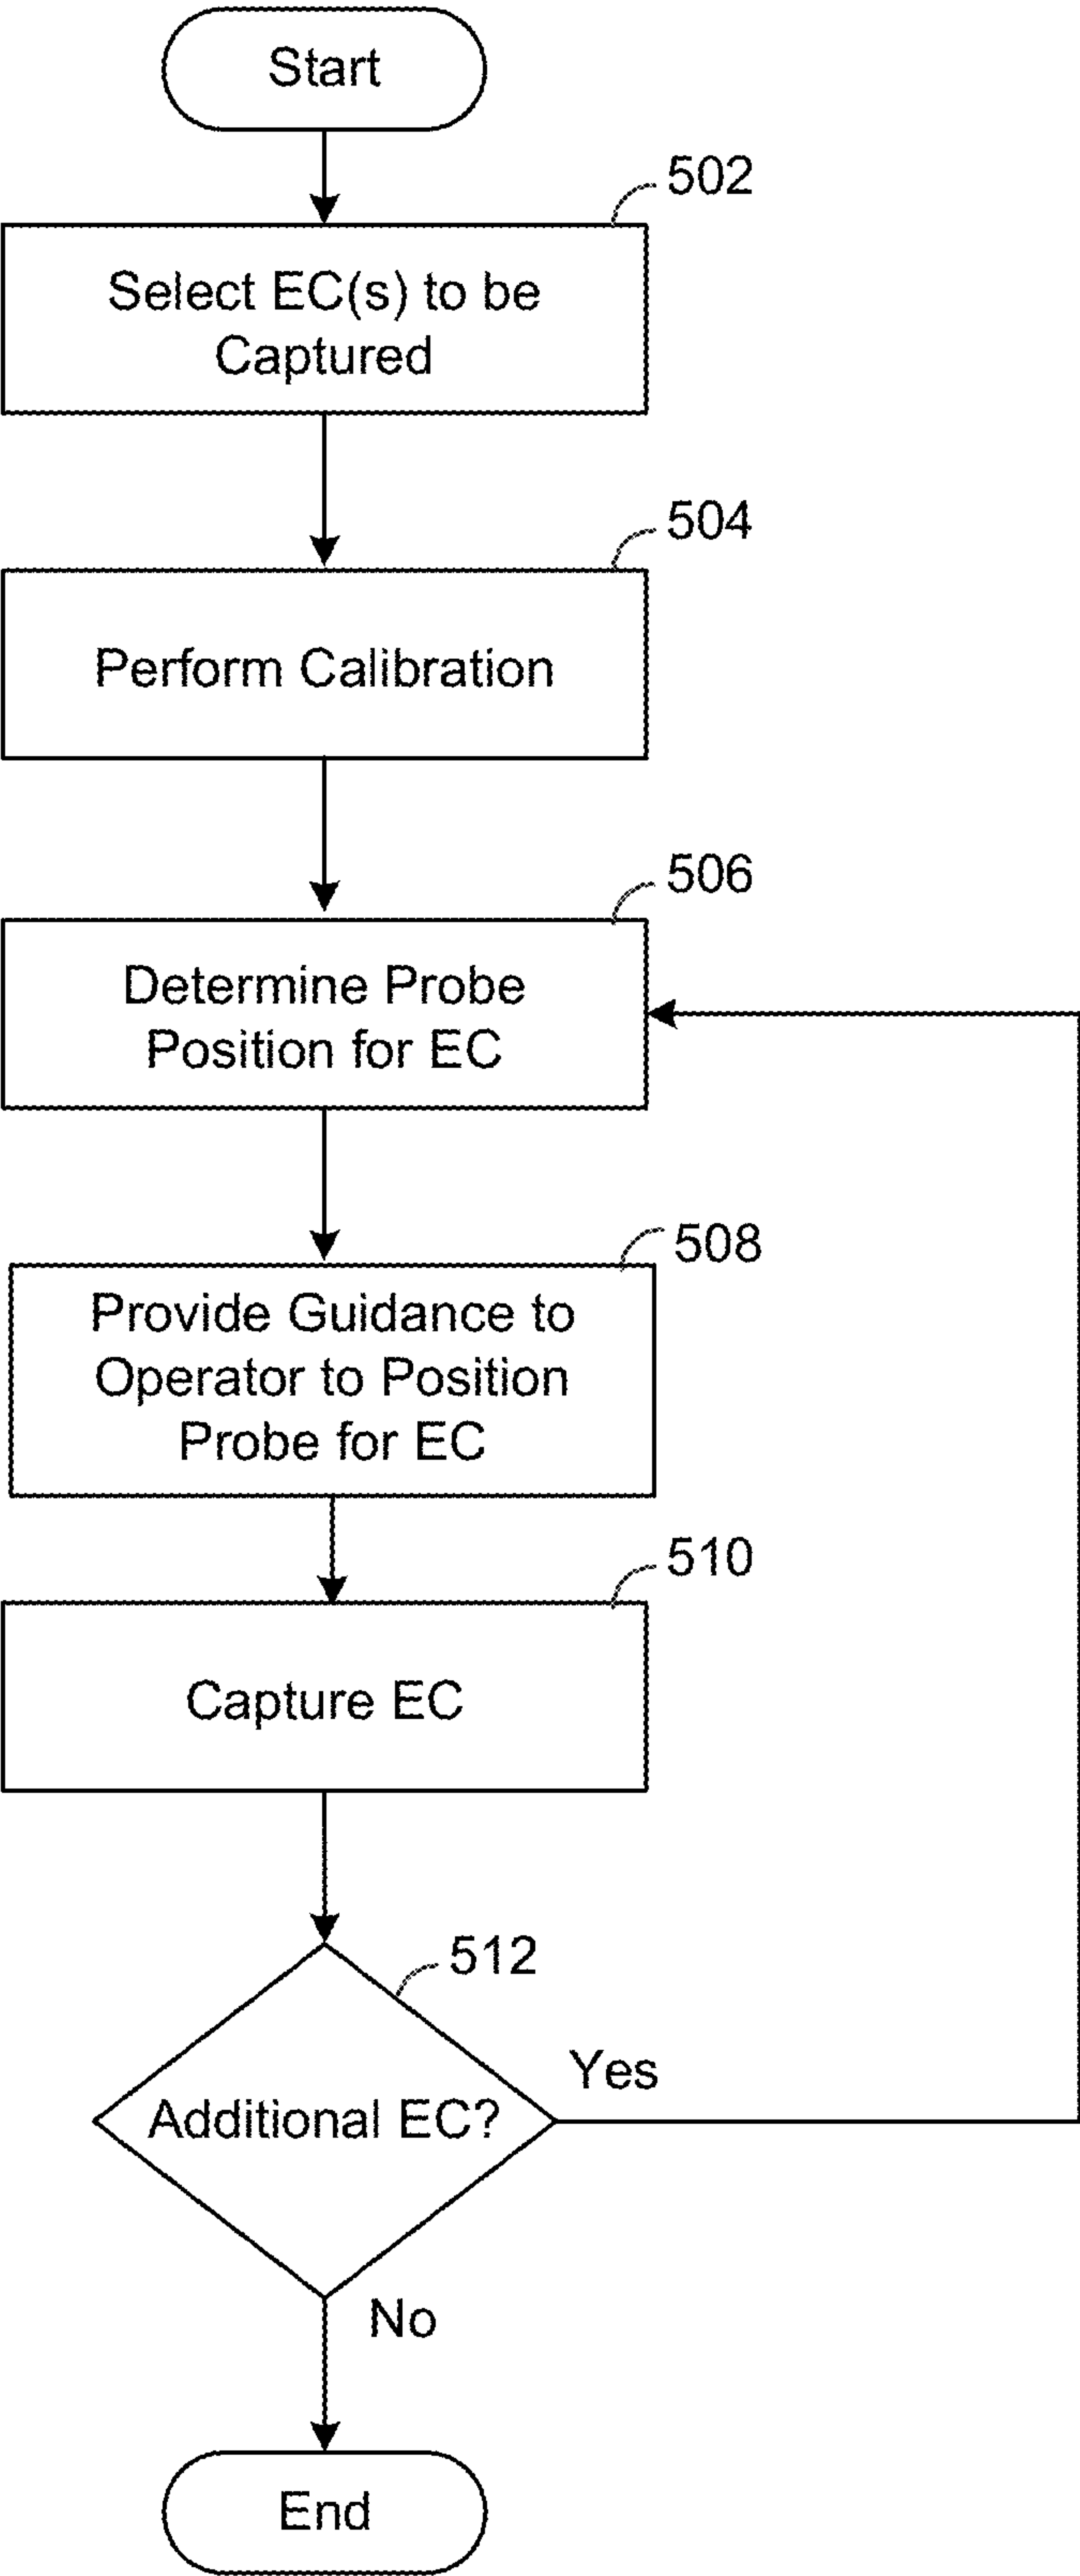 Start
502
Select EC(s) to be
Captured
504
Perform Calibration
506
Determine Probe
Position for EC
508
Provide Guidance to
Operator to Position
Probe for EC
510
Capture EC
512
Additional EC?
Yes
No
End